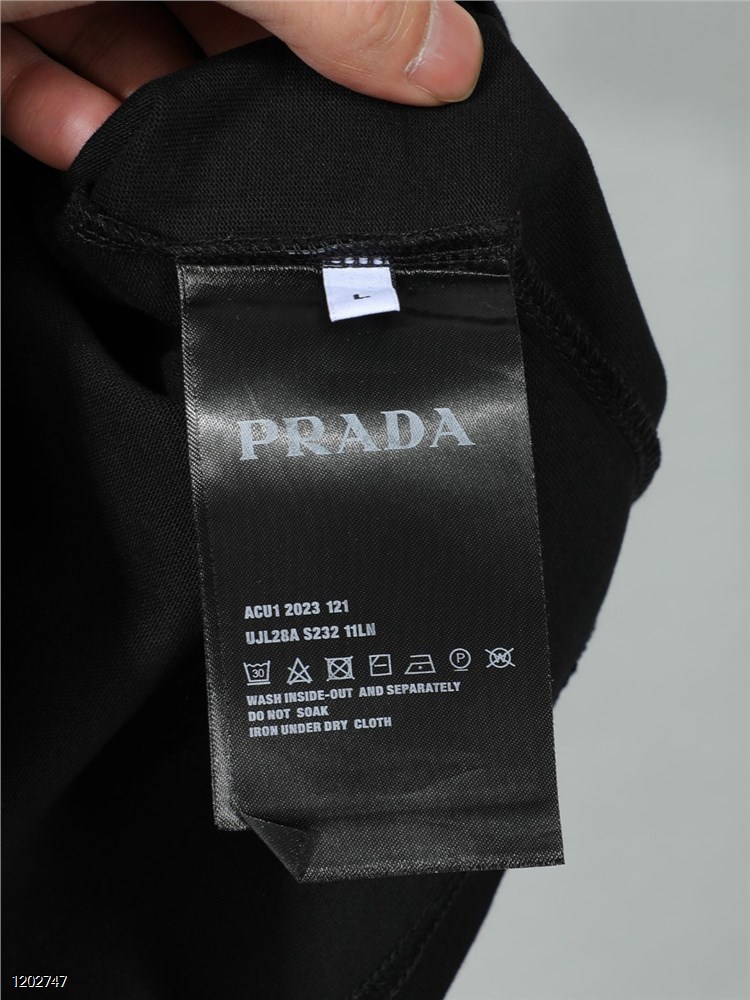 L
PRADA
ACU1 2023 121
UJL28A S232 11LN
30 P W
WASH INSIDE-OUT AND SEPARATELY
DO NOT SOAK
IRON UNDER DRY CLOTH
1202747